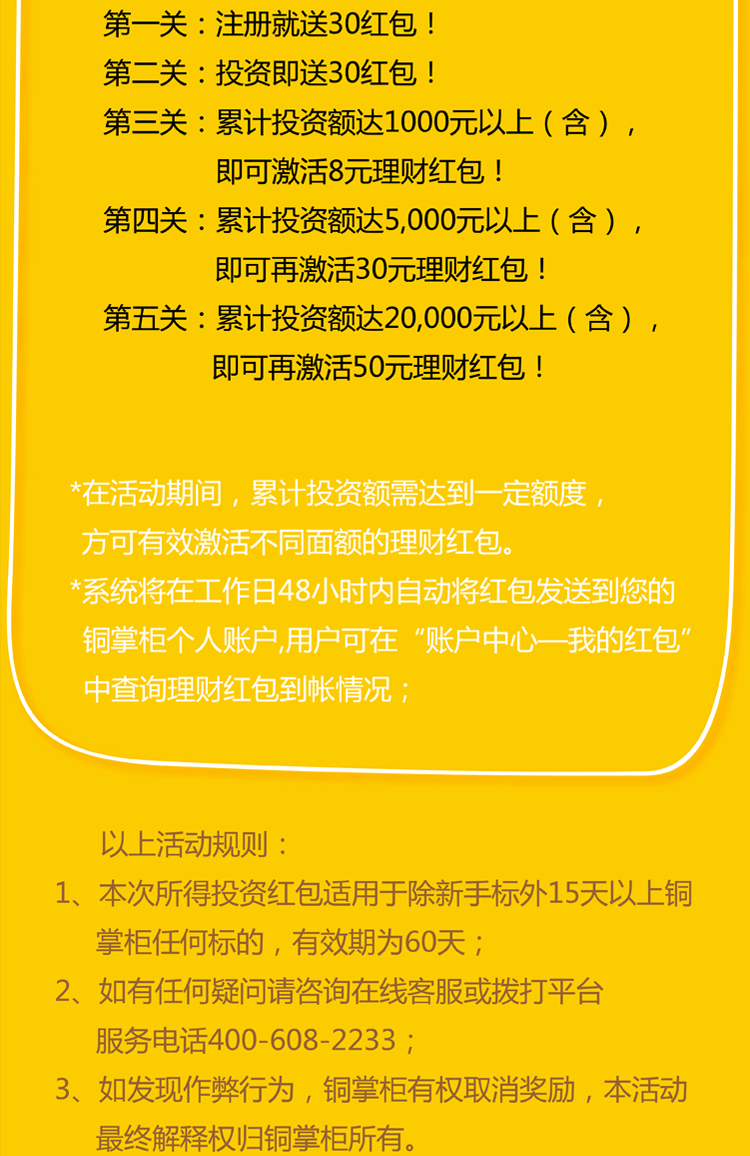 第一关：注册就送30红包！
第二关：投资即送30红包！
第三关：累计投资额达1000元以上（含），
即可激活8元理财红包！
第四关：累计投资额达5,000元以上（含），
即可再激活30元理财红包！
第五关：累计投资额达20,000元以上（含），
即可再激活50元理财红包！
*在活动期间，累计投资额需达到一定额度，
方可有效激活不同面额的理财红包。
*系统将在工作日48小时内自动将红包发送到您的
铜掌柜个人账户,用户可在“账户中心—我的红包”
中查询理财红包到帐情况；
以上活动规则：
1、本次所得投资红包适用于除新手标外15天以上铜
掌柜任何标的，有效期为60天；
2、如有任何疑问请咨询在线客服或拨打平台
服务电话400-608-2233；
3、如发现作弊行为，铜掌柜有权取消奖励，本活动
最终解释权归铜掌柜所有。